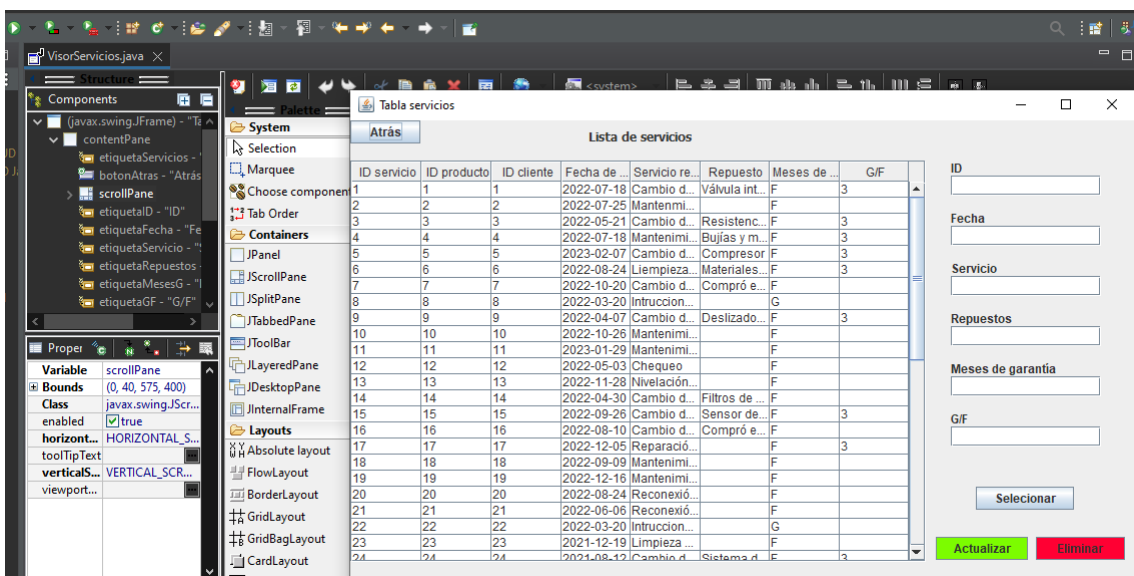 VisorServicios.java
Structure
Components
(javax.swing.JFrame) - "Ta
contentPane
etiquetaServicios - "
botonAtras - "Atrás
scrollPane
etiquetaID - "ID"
etiquetaFecha - "Fe
etiquetaServicio - "S
etiquetaRepuestos -
etiquetaMesesG - "I
etiquetaGF - "G/F"
Proper
Variable scrollPane
Bounds (0, 40, 575, 400)
Class javax.swing.JScr...
enabled true
horizont... HORIZONTAL_S...
toolTipText
verticalS... VERTICAL_SCR...
viewport...
<system>
Palette
System
Selection
Marquee
Choose component
Tab Order
Containers
JPanel
JScrollPane
JSplitPane
JTabbedPane
JToolBar
JLayeredPane
JDesktopPane
JInternalFrame
Layouts
Absolute layout
FlowLayout
BorderLayout
GridLayout
GridBagLayout
CardLayout
Tabla servicios
Atrás
Lista de servicios
ID servicio ID producto ID cliente Fecha de ... Servicio re... Repuesto Meses de ... G/F
1 1 1 2022-07-18 Cambio d... Válvula int... F 3
2 2 2 2022-07-25 Mantenmi... F
3 3 3 2022-05-21 Cambio d... Resistenc... F 3
4 4 4 2022-07-18 Mantenimi... Bujías y m... F 3
5 5 5 2023-02-07 Cambio d... Compresor F 3
6 6 6 2022-08-24 Liempieza... Materiales... F 3
7 7 7 2022-10-20 Cambio d... Compró e... F
8 8 8 2022-03-20 Intruccion... G
9 9 9 2022-04-07 Cambio d... Deslizado... F 3
10 10 10 2022-10-26 Mantenimi... F
11 11 11 2023-01-29 Mantenimi... F
12 12 12 2022-05-03 Chequeo F
13 13 13 2022-11-28 Nivelación... F
14 14 14 2022-04-30 Cambio d... Filtros de ... F
15 15 15 2022-09-26 Cambio d... Sensor de... F 3
16 16 16 2022-08-10 Cambio d... Compró e... F
17 17 17 2022-12-05 Reparació... F 3
18 18 18 2022-09-09 Mantenimi... F
19 19 19 2022-12-16 Mantenimi... F
20 20 20 2022-08-24 Reconexió... F
21 21 21 2022-06-06 Reconexió... F
22 22 22 2022-03-20 Intruccion... G
23 23 23 2021-12-19 Limpieza ... F
24 24 24 2021-08-12 Cambio d... Sistema d... F 3
ID
Fecha
Servicio
Repuestos
Meses de garantia
G/F
Selecionar
Actualizar
Eliminar